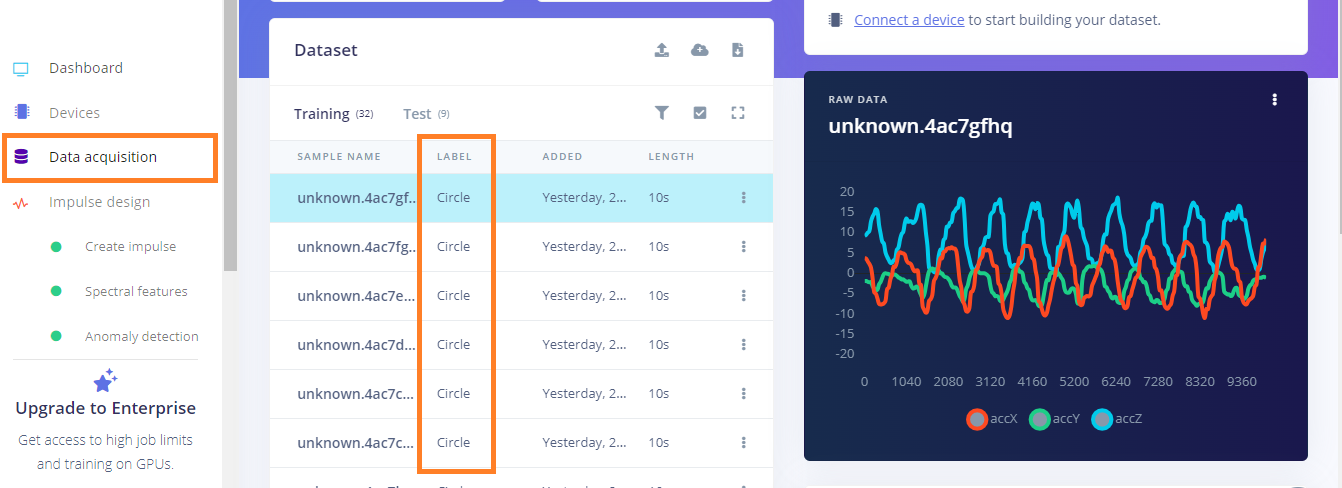 Dashboard
Devices
Data acquisition
Impulse design
Create impulse
Spectral features
Anomaly detection
Upgrade to Enterprise
Get access to high job limits
and training on GPUs.
Dataset
Training (32) Test (9)
SAMPLE NAME LABEL ADDED LENGTH
unknown.4ac7gf... Circle Yesterday, 2... 10s
unknown.4ac7fg... Circle Yesterday, 2... 10s
unknown.4ac7e... Circle Yesterday, 2... 10s
unknown.4ac7d... Circle Yesterday, 2... 10s
unknown.4ac7c... Circle Yesterday, 2... 10s
unknown.4ac7c... Circle Yesterday, 2... 10s
Connect a device to start building your dataset.
RAW DATA
unknown.4ac7gfhq
20
15
10
5
0
-5
-10
-15
-20
0 1040 2080 3120 4160 5200 6240 7280 8320 9360
accX accY accZ